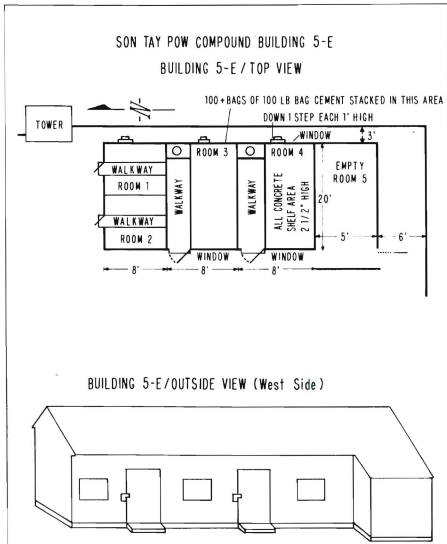 SON TAY POW COMPOUND BUILDING 5-E
BUILDING 5-E/TOP VIEW
N
100+BAGS OF 100 LB BAG CEMENT STACKED IN THIS AREA
DOWN 1 STEP EACH 1' HIGH
TOWER
WINDOW
3'
WALKWAY
ROOM 1
WALKWAY
ROOM 2
WALKWAY
ROOM 3
WALKWAY
ROOM 4
ALL CONCRETE
SHELF AREA
2 1/2" HIGH
20'
EMPTY
ROOM 5
5'
6'
WINDOW
WINDOW
8'
8'
8'
BUILDING 5-E/OUTSIDE VIEW (West Side)